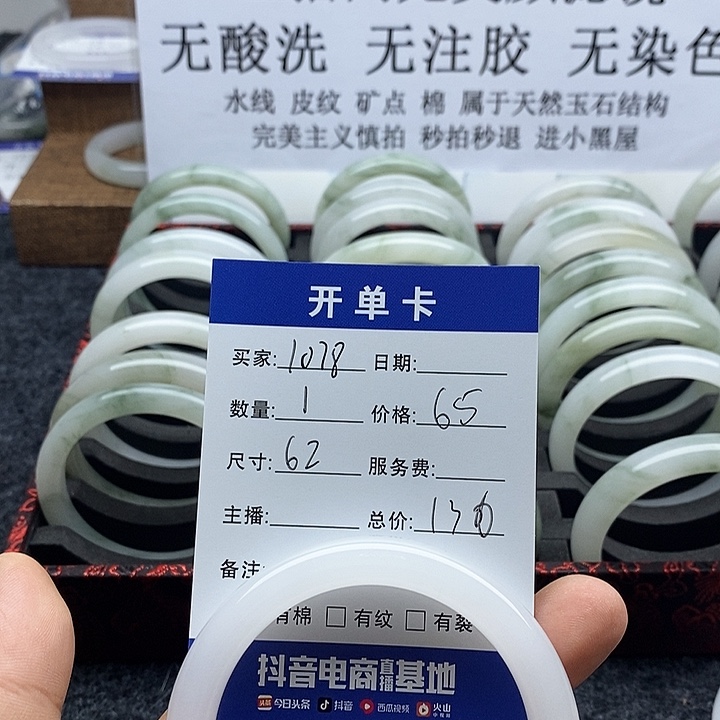 无酸洗 无注胶 无染色
水线 皮纹 矿点 棉 属于天然玉石结构
完美主义慎拍 秒拍秒退 进小黑屋
开单卡
买家: 1078 日期:
数量: 1 价格: 65
尺寸: 62 服务费:
主播: 总价:
备注:
有棉 □ 有纹 □ 有裂
抖音电商直播基地
头条 今日头条 抖音 西瓜视频 火山